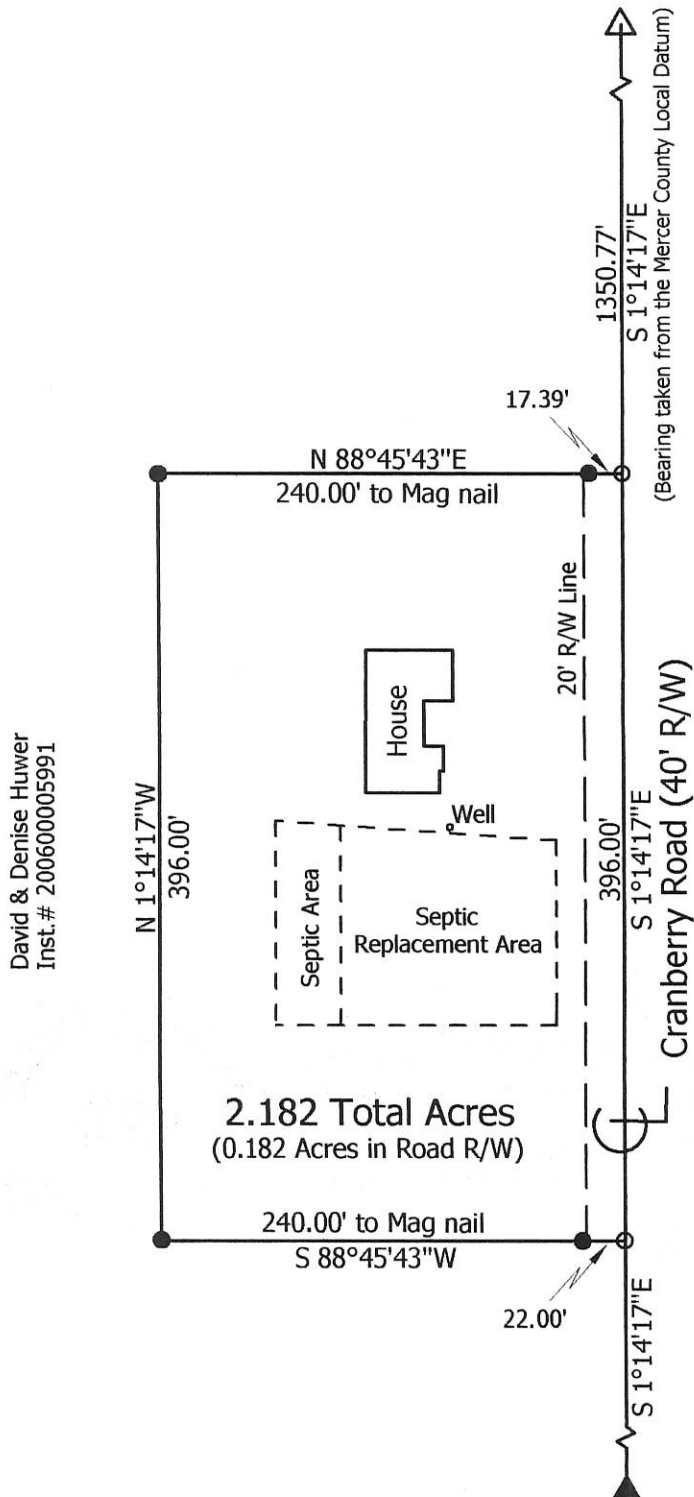 David & Denise Huwer
Inst.# 200600005991
N 1°14'17"W
396.00'
N 88°45'43"E
240.00' to Mag nail
17.39'
1350.77'
S 1°14'17"E
(Bearing taken from the Mercer County Local Datum)
20' R/W Line
House
Well
Septic Area
Septic
Replacement Area
396.00'
S 1°14'17"E
Cranberry Road (40' R/W)
2.182 Total Acres
(0.182 Acres in Road R/W)
240.00' to Mag nail
S 88°45'43"W
22.00'
S 1°14'17"E